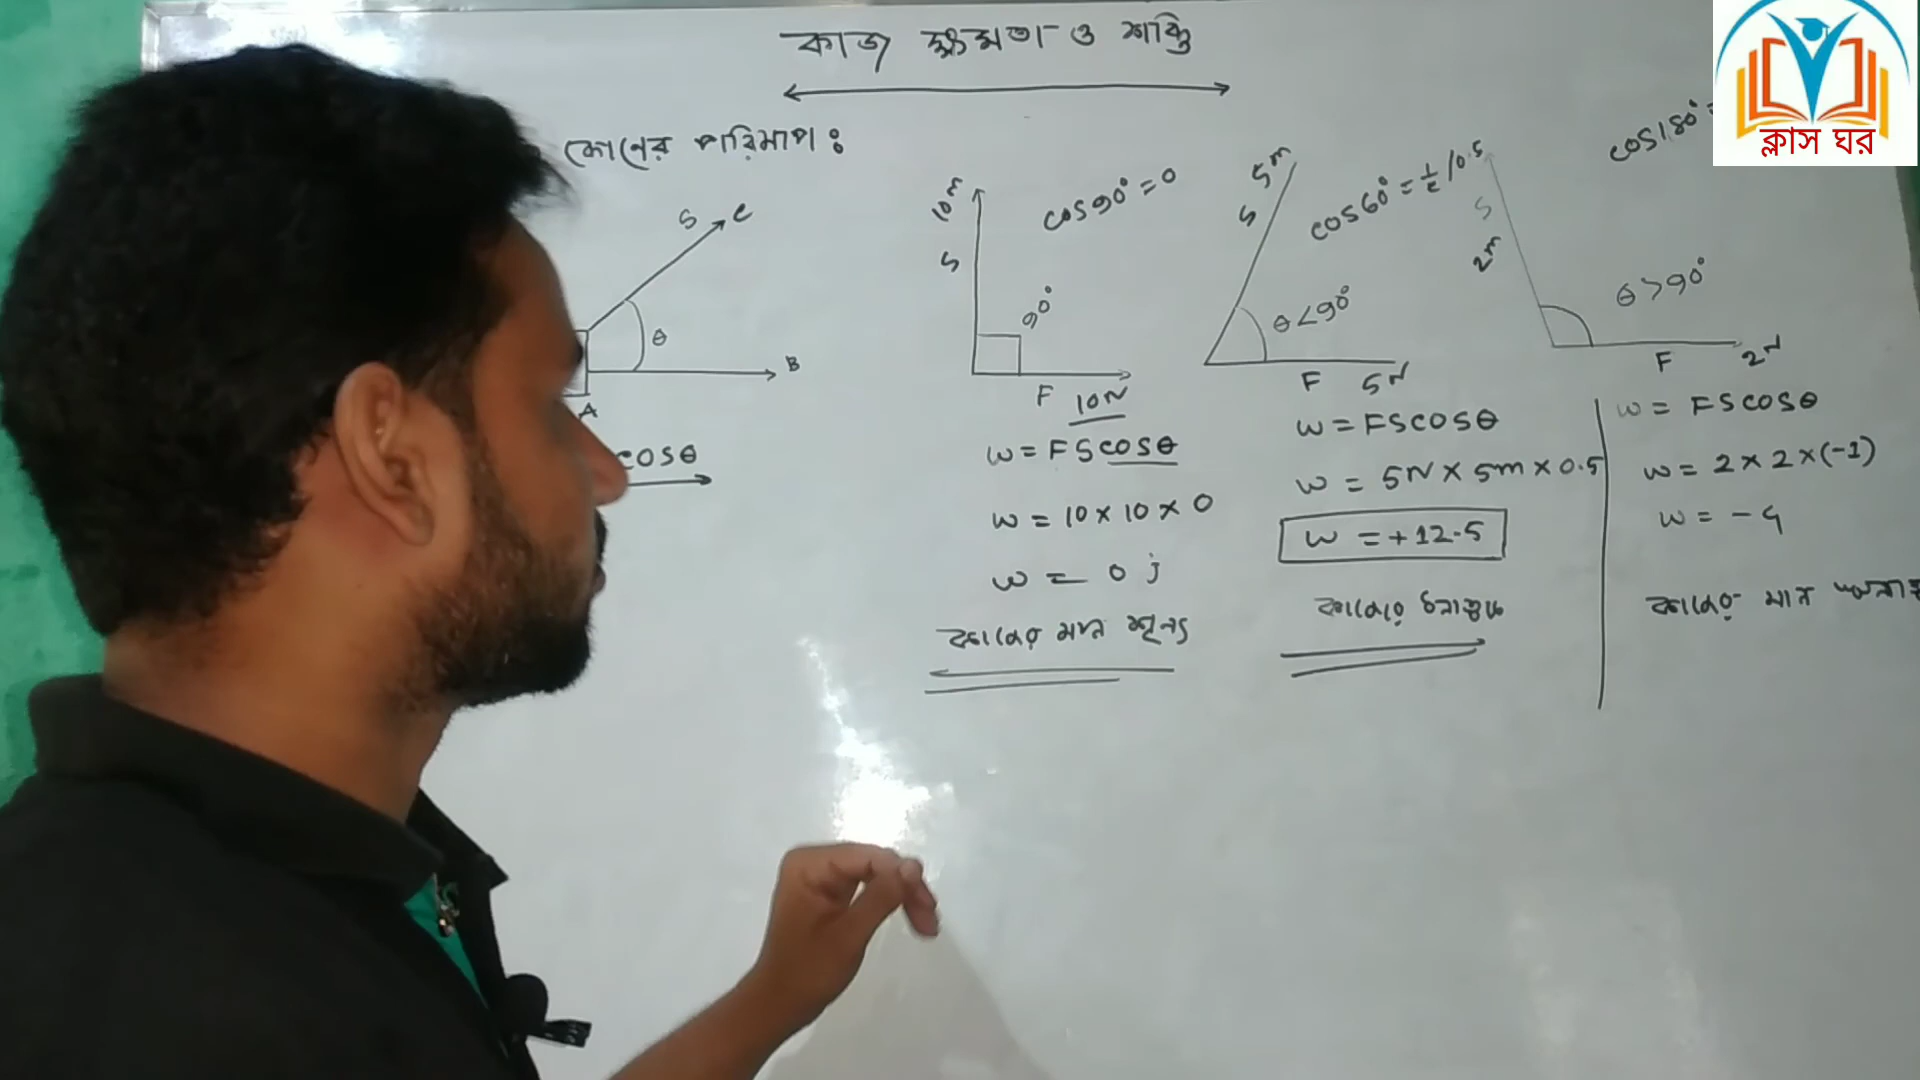 কাজ ক্ষমতা ও শক্তি
ক্লাস ঘর
কোনের পরিমাপঃ
S C
θ
B
A
cosθ
10m
S
cos90°=0
90°
F 10N
w = FScosθ
w = 10 × 10 × 0
w = 0 j
কাজের মান শূন্য
5m
S
cos60° = 1/2 /0.5
θ<90°
F 5N
w = FScosθ
w = 5N × 5m × 0.5
w = +12.5
কাজের ধনাত্মক
cos180°=
S
2m
θ>90°
F 2N
w = FScosθ
w = 2×2×(-1)
w = -4
কাজের মান